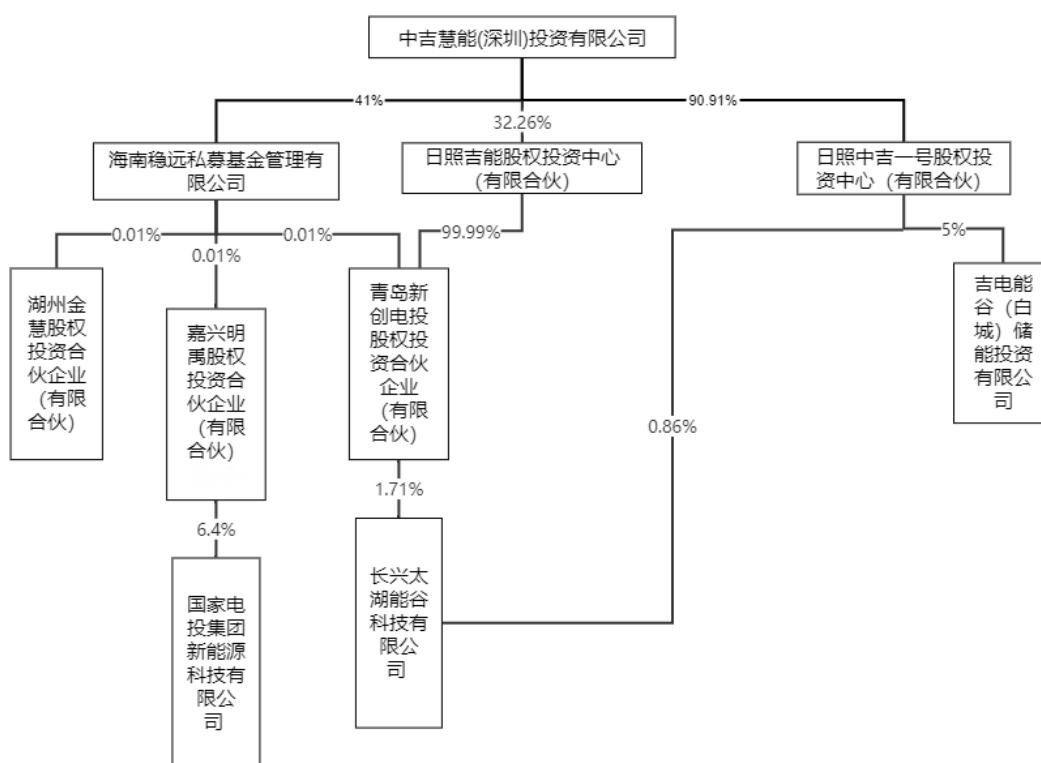 中吉慧能(深圳)投资有限公司
41%
32.26%
90.91%
海南稳远私募基金管理有
限公司
日照吉能股权投资中心
(有限合伙)
日照中吉一号股权投
资中心（有限合伙）
0.01%
0.01%
0.01%
99.99%
5%
湖州金
慧股权
投资合
伙企业
（有限
合伙）
嘉兴明
禹股权
投资合
伙企业
（有限
合伙）
青岛新
创电投
股权投
资合伙
企业
（有限
合伙）
吉电能
谷（白
城）储
能投资
有限公
司
0.86%
1.71%
6.4%
国家电
投集团
新能源
科技有
限公
司
长兴太
湖能谷
科技有
限公
司